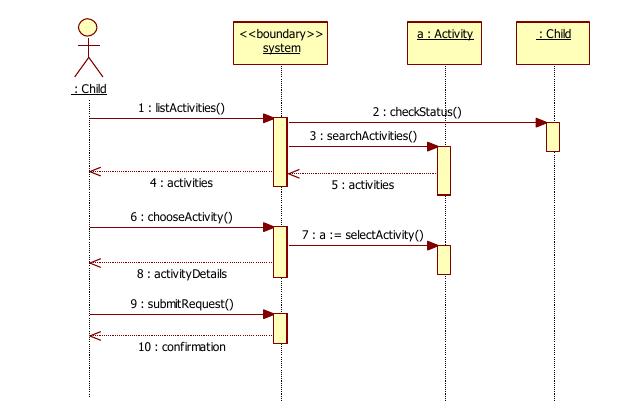 <<boundary>>
system
a : Activity
: Child
: Child
1 : listActivities()
2 : checkStatus()
3 : searchActivities()
4 : activities
5 : activities
6 : chooseActivity()
7 : a := selectActivity()
8 : activityDetails
9 : submitRequest()
10 : confirmation